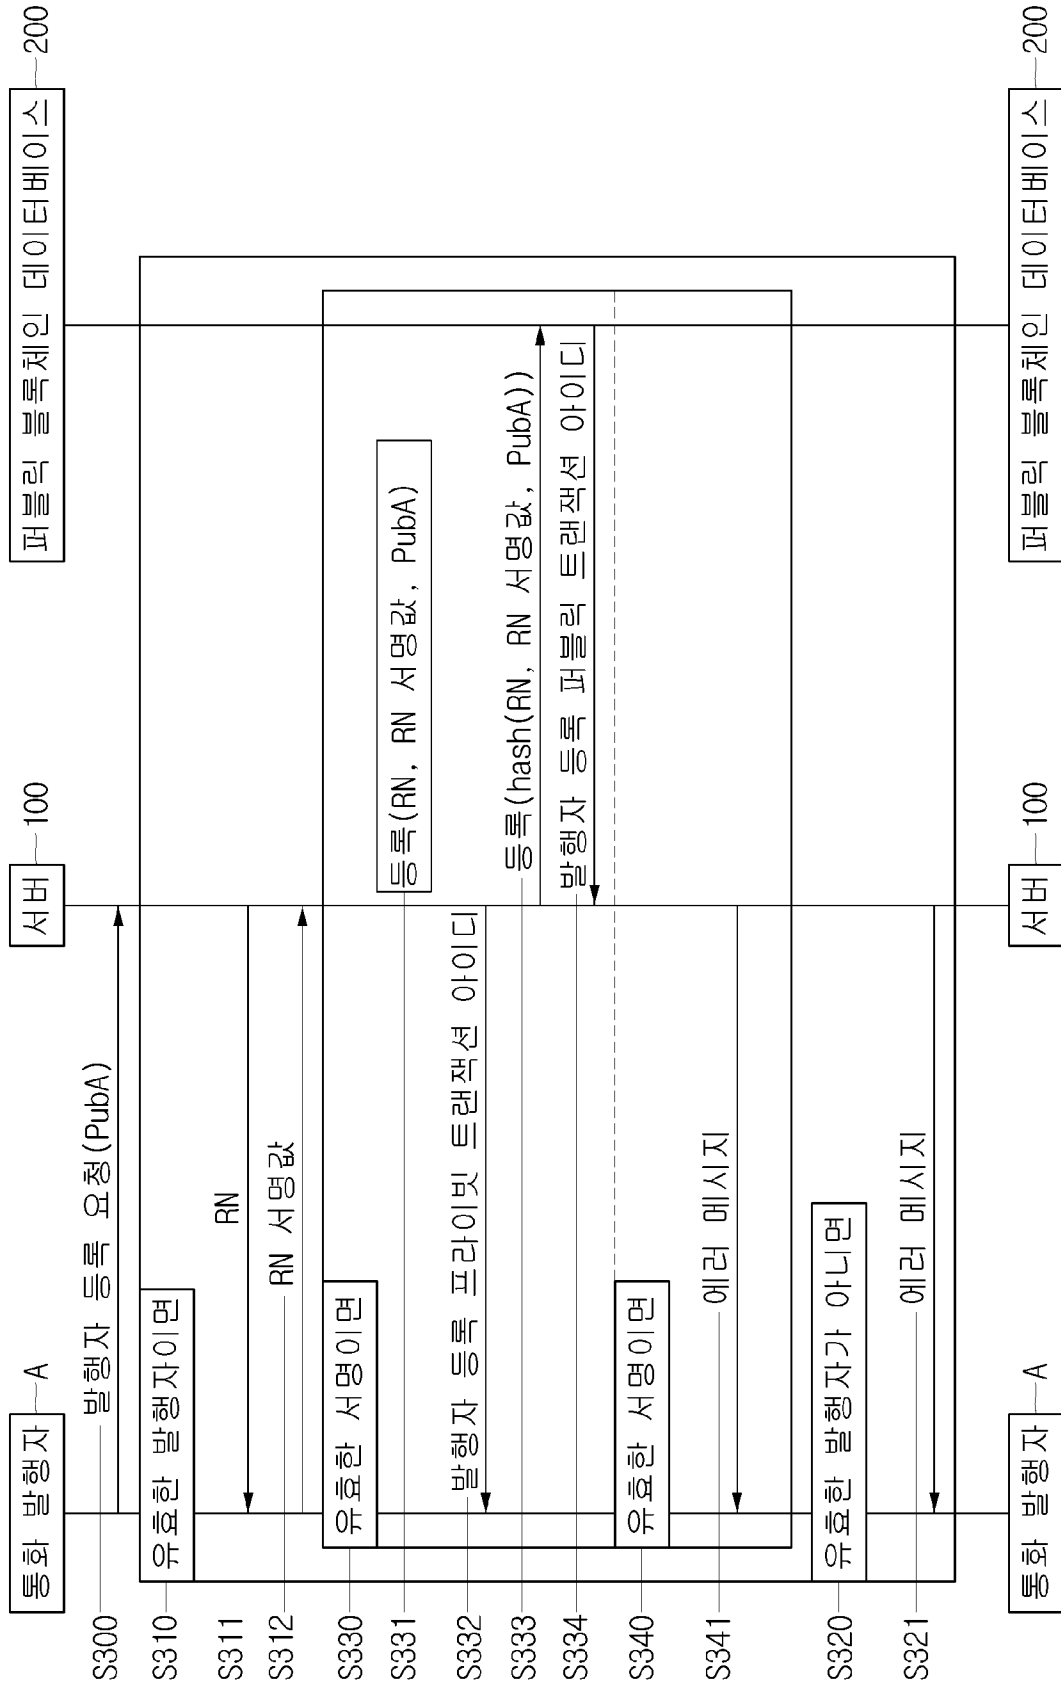 통화 발행자 A
서버 100
퍼블릭 블록체인 데이터베이스 200
S300 발행자 등록 요청(PubA)
S310 유효한 발행자이면
S311 RN
S312 RN 서명값
S330 유효한 서명이면
S331 등록(RN, RN 서명값, PubA)
S332 발행자 등록 프라이빗 트랜잭션 아이디
S333 등록(hash(RN, RN 서명값, PubA))
S334 발행자 등록 퍼블릭 트랜잭션 아이디
S340 유효한 서명이면
S341 에러 메시지
S320 유효한 발행자가 아니면
S321 에러 메시지
통화 발행자 A
서버 100
퍼블릭 블록체인 데이터베이스 200